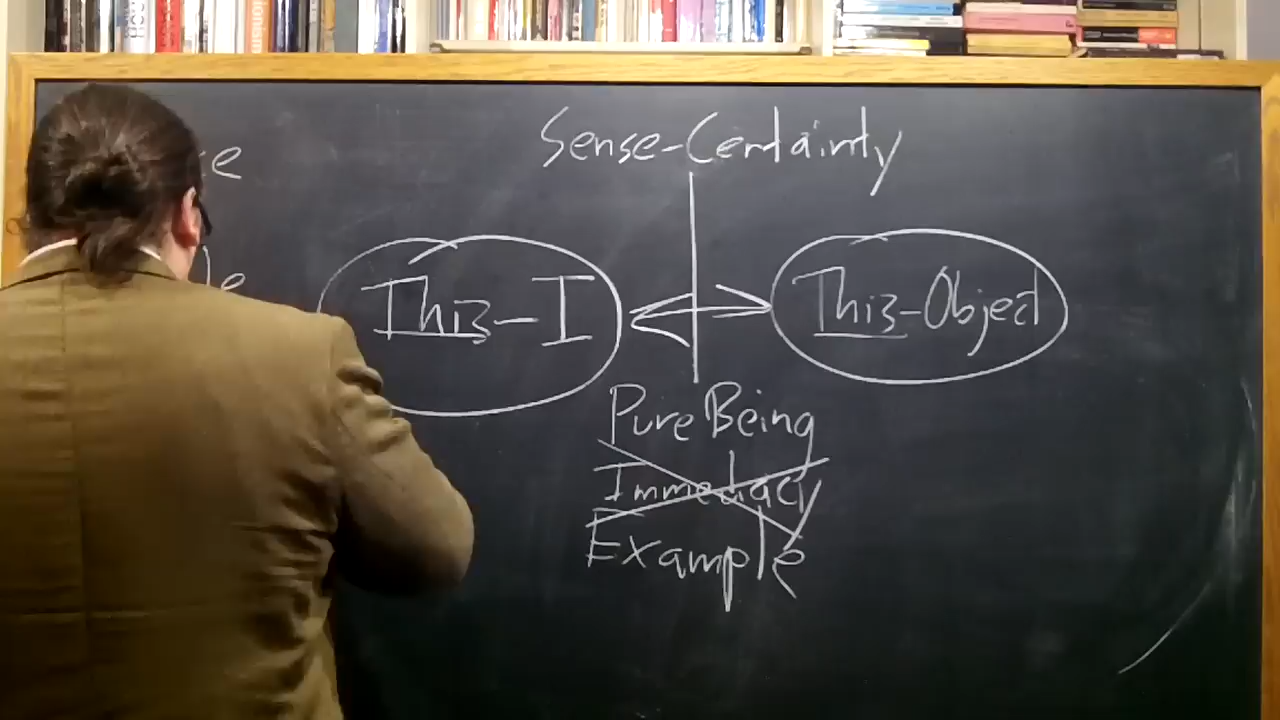 Sense-Certainty
This-I
This-Object
Pure Being
Immediacy
Example